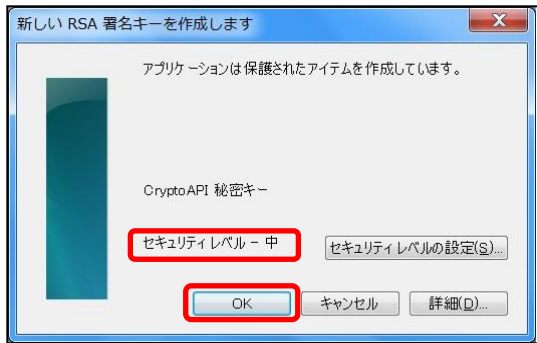 新しい RSA 署名キーを作成します
アプリケーションは保護されたアイテムを作成しています。
CryptoAPI 秘密キー
セキュリティ レベル - 中
セキュリティ レベルの設定(S)...
OK
キャンセル
詳細(D)...